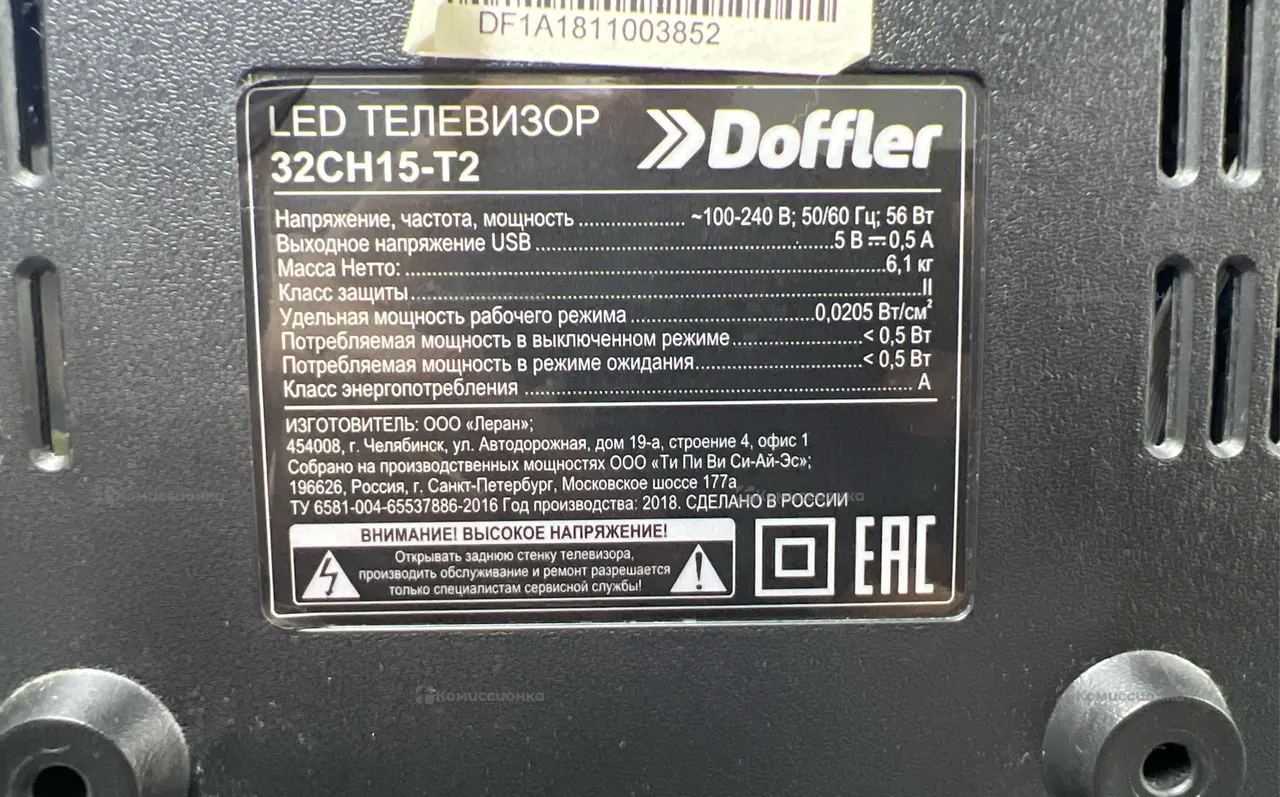 DF1A1811003852
LED ТЕЛЕВИЗОР
32CH15-T2
Doffler
Напряжение, частота, мощность ................... ~100-240 В; 50/60 Гц; 56 Вт
Выходное напряжение USB ................................................... 5 В ⎓ 0,5 А
Масса Нетто: ........................................................................ 6,1 кг
Класс защиты ........................................................................ II
Удельная мощность рабочего режима ........................... 0,0205 Вт/см²
Потребляемая мощность в выключенном режиме ..................... < 0,5 Вт
Потребляемая мощность в режиме ожидания ........................... < 0,5 Вт
Класс энергопотребления ......................................................... A
ИЗГОТОВИТЕЛЬ: ООО «Леран»;
454008, г. Челябинск, ул. Автодорожная, дом 19-а, строение 4, офис 1
Собрано на производственных мощностях ООО «Ти Пи Ви Си-Ай-Эс»;
196626, Россия, г. Санкт-Петербург, Московское шоссе 177а
ТУ 6581-004-65537886-2016 Год производства: 2018. СДЕЛАНО В РОССИИ
ВНИМАНИЕ! ВЫСОКОЕ НАПРЯЖЕНИЕ!
Открывать заднюю стенку телевизора,
производить обслуживание и ремонт разрешается
только специалистам сервисной службы!
EAC
Комиссионка
Комиссионка
Комиссионка